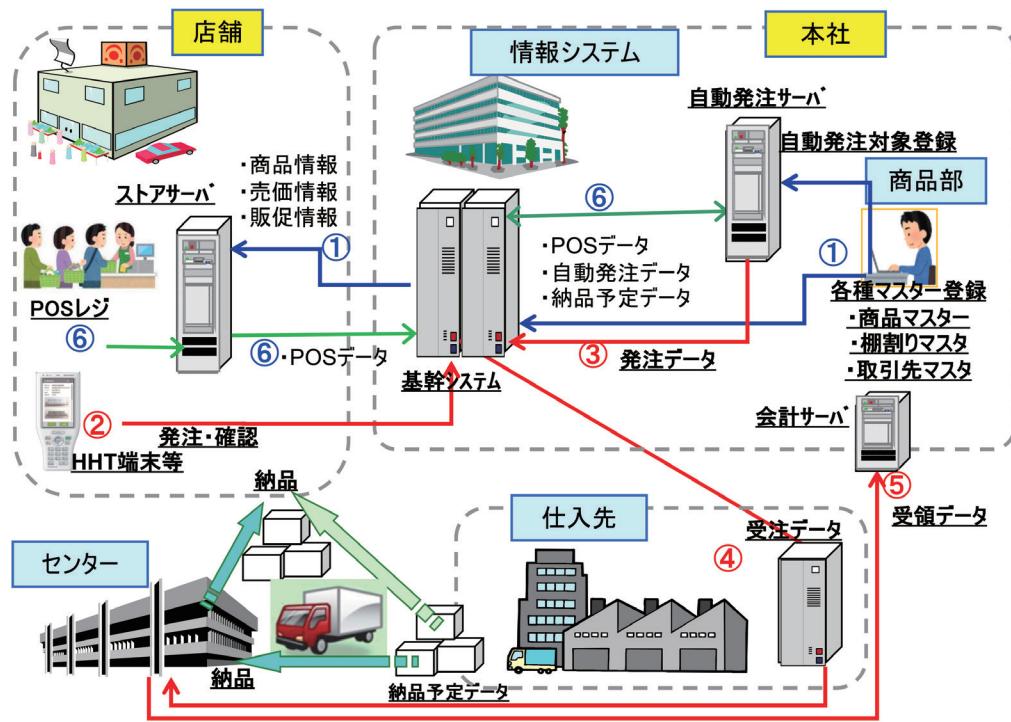 店舗
本社
情報システム
自動発注サーバ
自動発注対象登録
商品部
・商品情報
・売価情報
・販促情報
ストアサーバ
①
⑥
・POSデータ
・自動発注データ
・納品予定データ
①
各種マスター登録
・商品マスター
・棚割りマスタ
・取引先マスタ
POSレジ
⑥
⑥・POSデータ
基幹システム
③
発注データ
会計サーバ
②
発注・確認
HHT端末等
⑤
受領データ
納品
仕入先
受注データ
④
センター
納品
納品予定データ